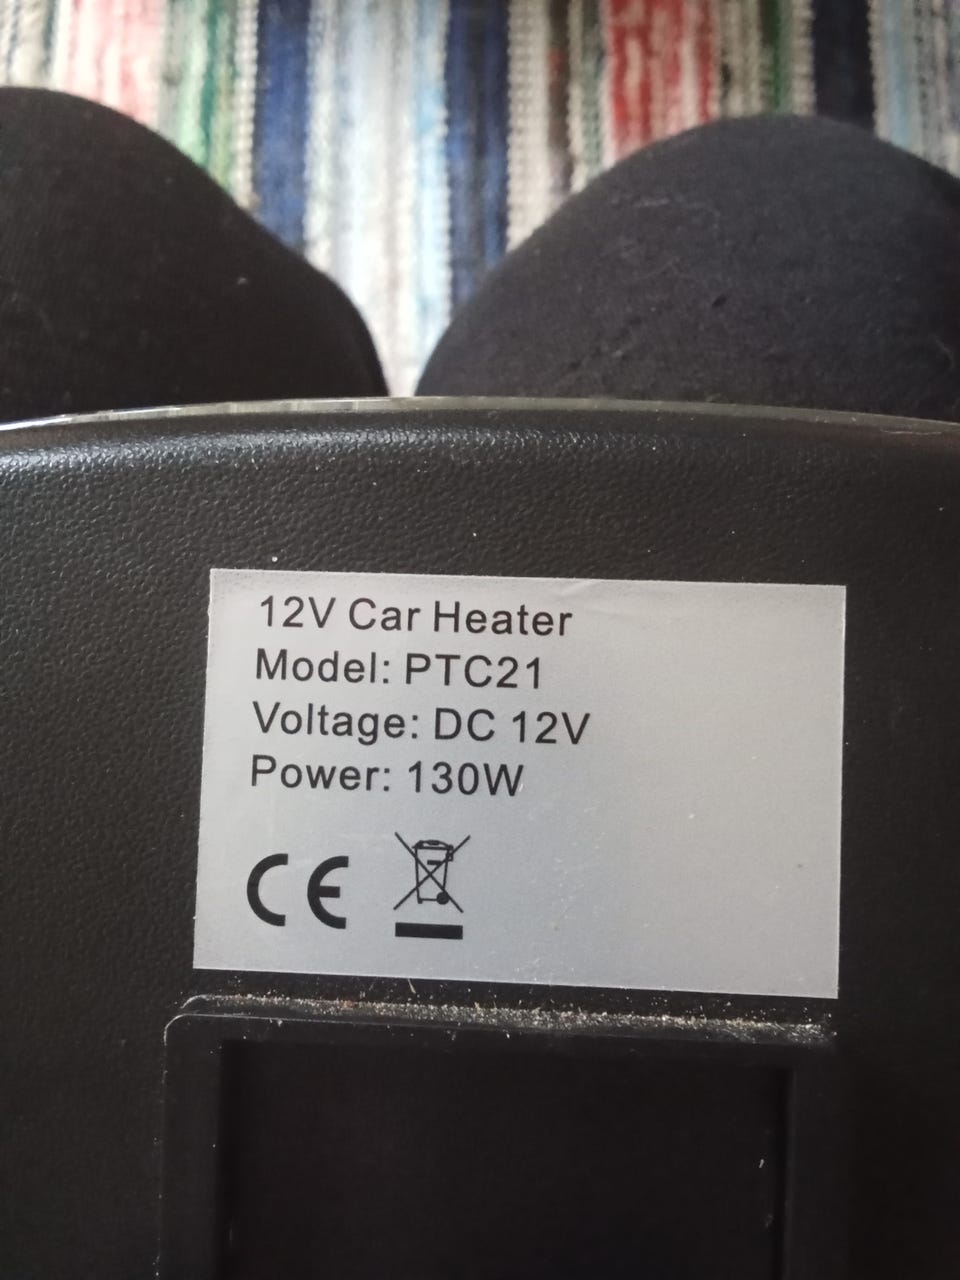 12V Car Heater
Model: PTC21
Voltage: DC 12V
Power: 130W
CE